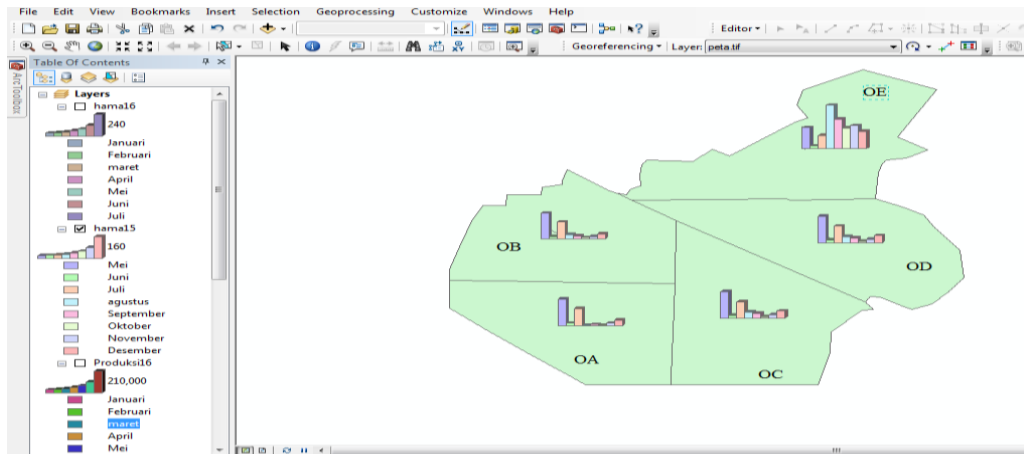 File Edit View Bookmarks Insert Selection Geoprocessing Customize Windows Help
Editor
Georeferencing Layer: peta.tif
Table Of Contents
ArcToolbox
Layers
hama16
240
Januari
Februari
maret
April
Mei
Juni
Juli
hama15
160
Mei
Juni
Juli
agustus
September
Oktober
November
Desember
Produksi16
210,000
Januari
Februari
maret
April
Mei
OE
OB
OD
OA
OC